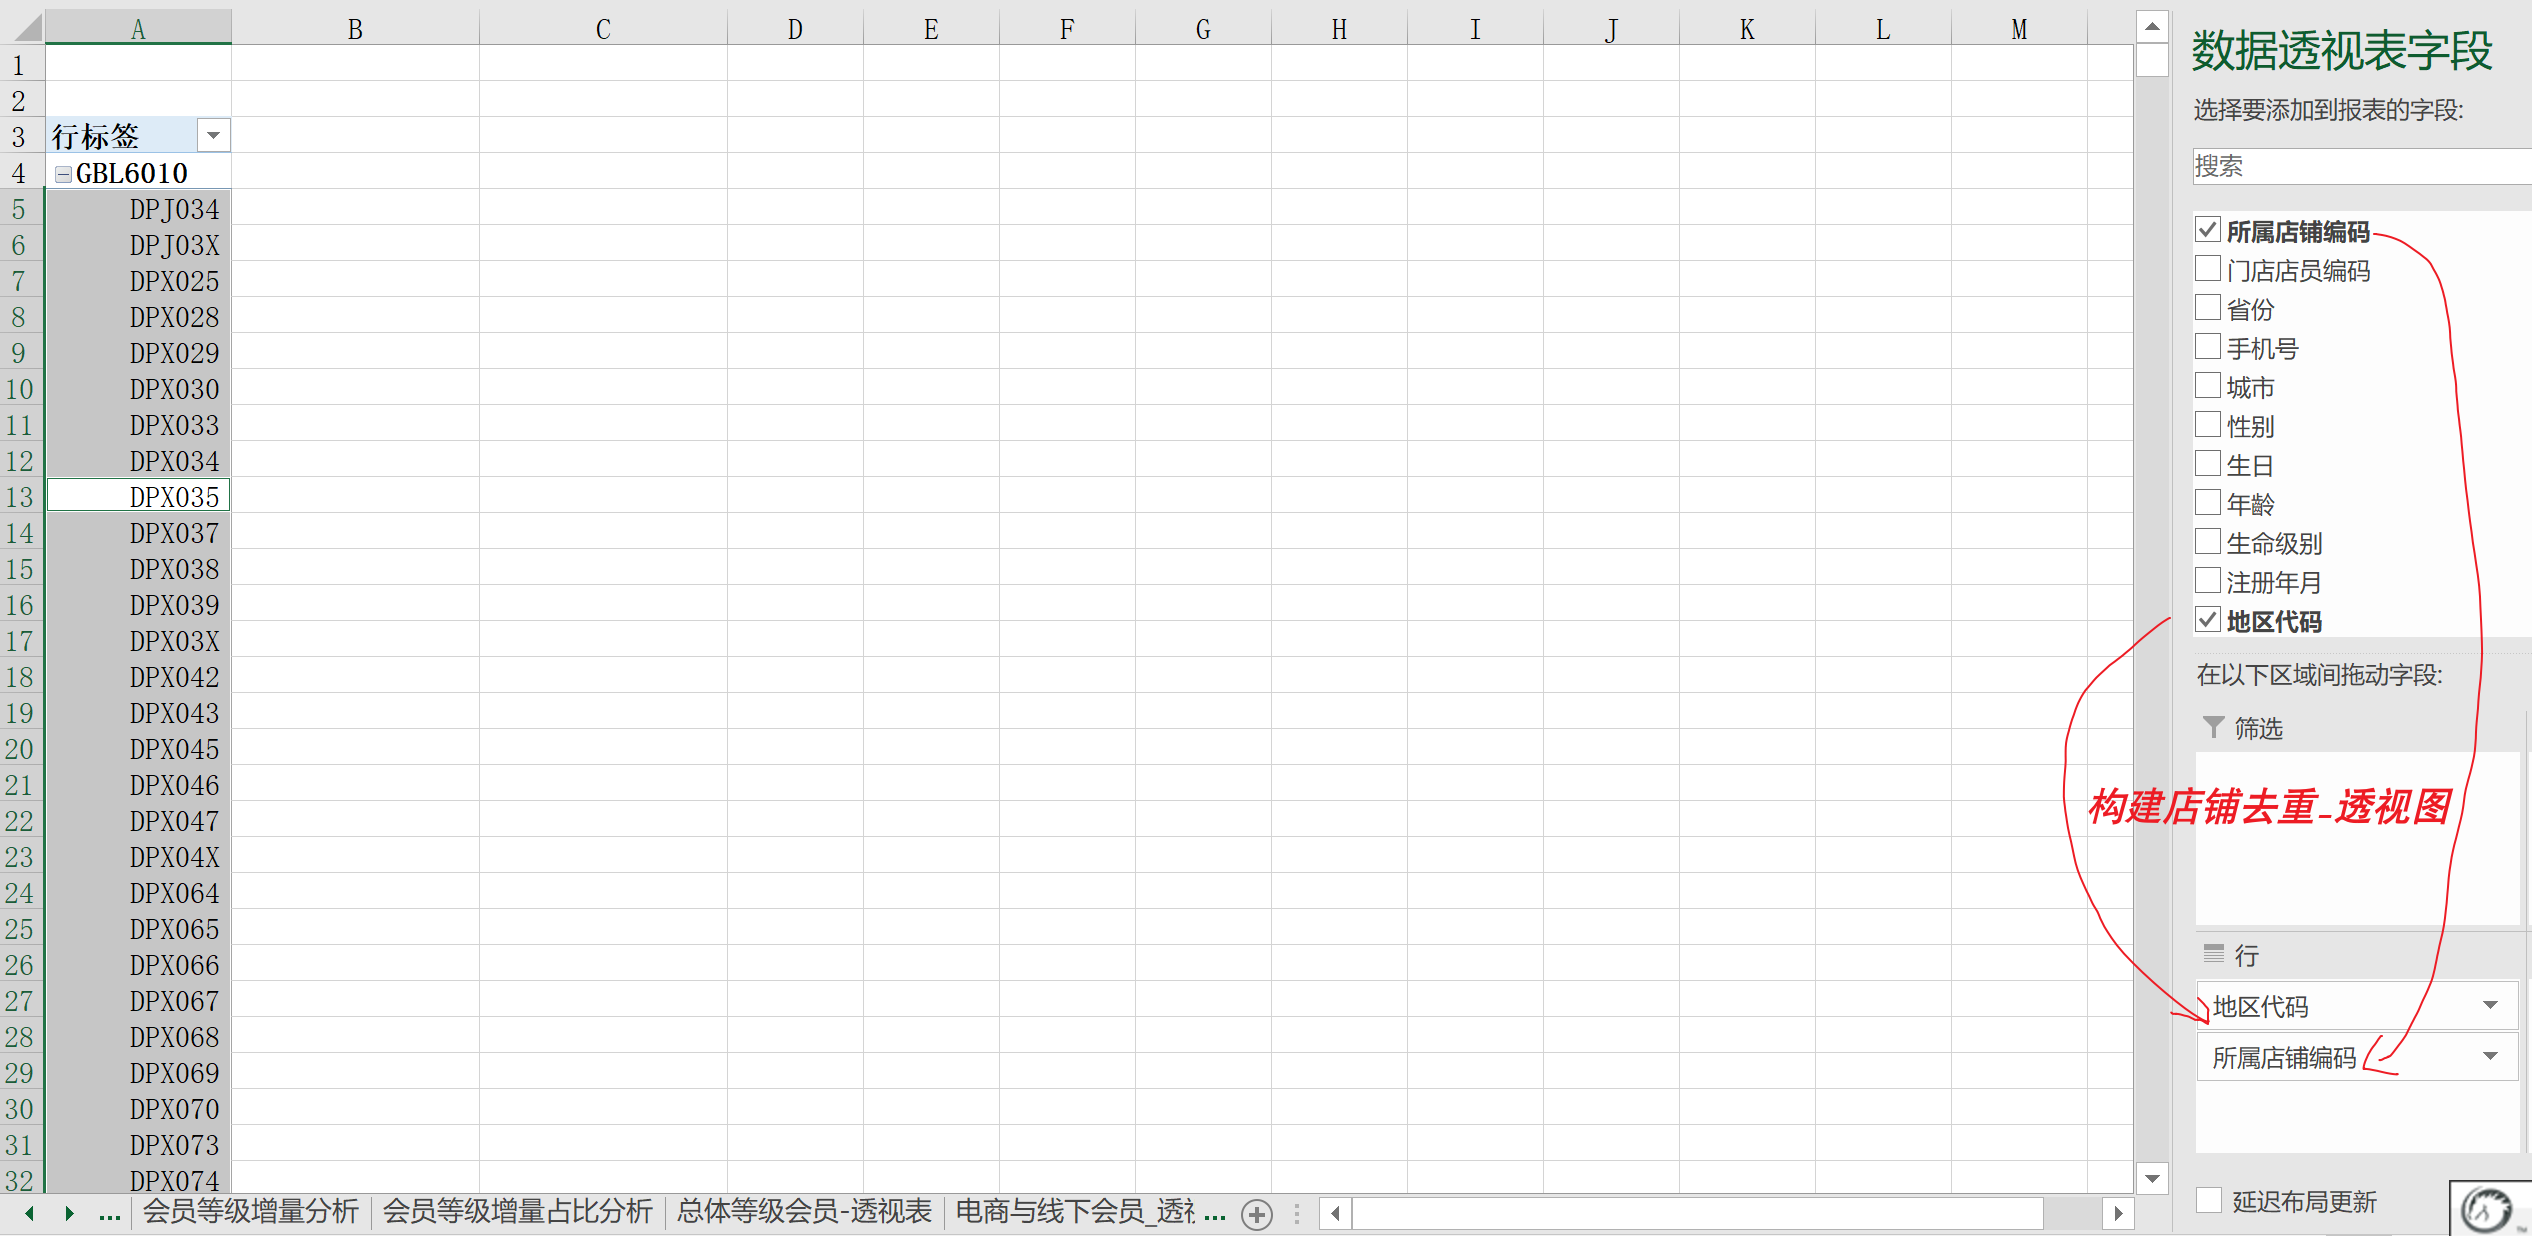 A B C D E F G H I J K L M
1
2
3 行标签
4 GBL6010
5 DPJ034
6 DPJ03X
7 DPX025
8 DPX028
9 DPX029
10 DPX030
11 DPX033
12 DPX034
13 DPX035
14 DPX037
15 DPX038
16 DPX039
17 DPX03X
18 DPX042
19 DPX043
20 DPX045
21 DPX046
22 DPX047
23 DPX04X
24 DPX064
25 DPX065
26 DPX066
27 DPX067
28 DPX068
29 DPX069
30 DPX070
31 DPX073
32 DPX074
... 会员等级增量分析 会员等级增量占比分析 总体等级会员-透视表 电商与线下会员_透视 ...
数据透视表字段
选择要添加到报表的字段:
搜索
所属店铺编码
门店店员编码
省份
手机号
城市
性别
生日
年龄
生命级别
注册年月
地区代码
在以下区域间拖动字段:
筛选
构建店铺去重-透视图
行
地区代码
所属店铺编码
延迟布局更新